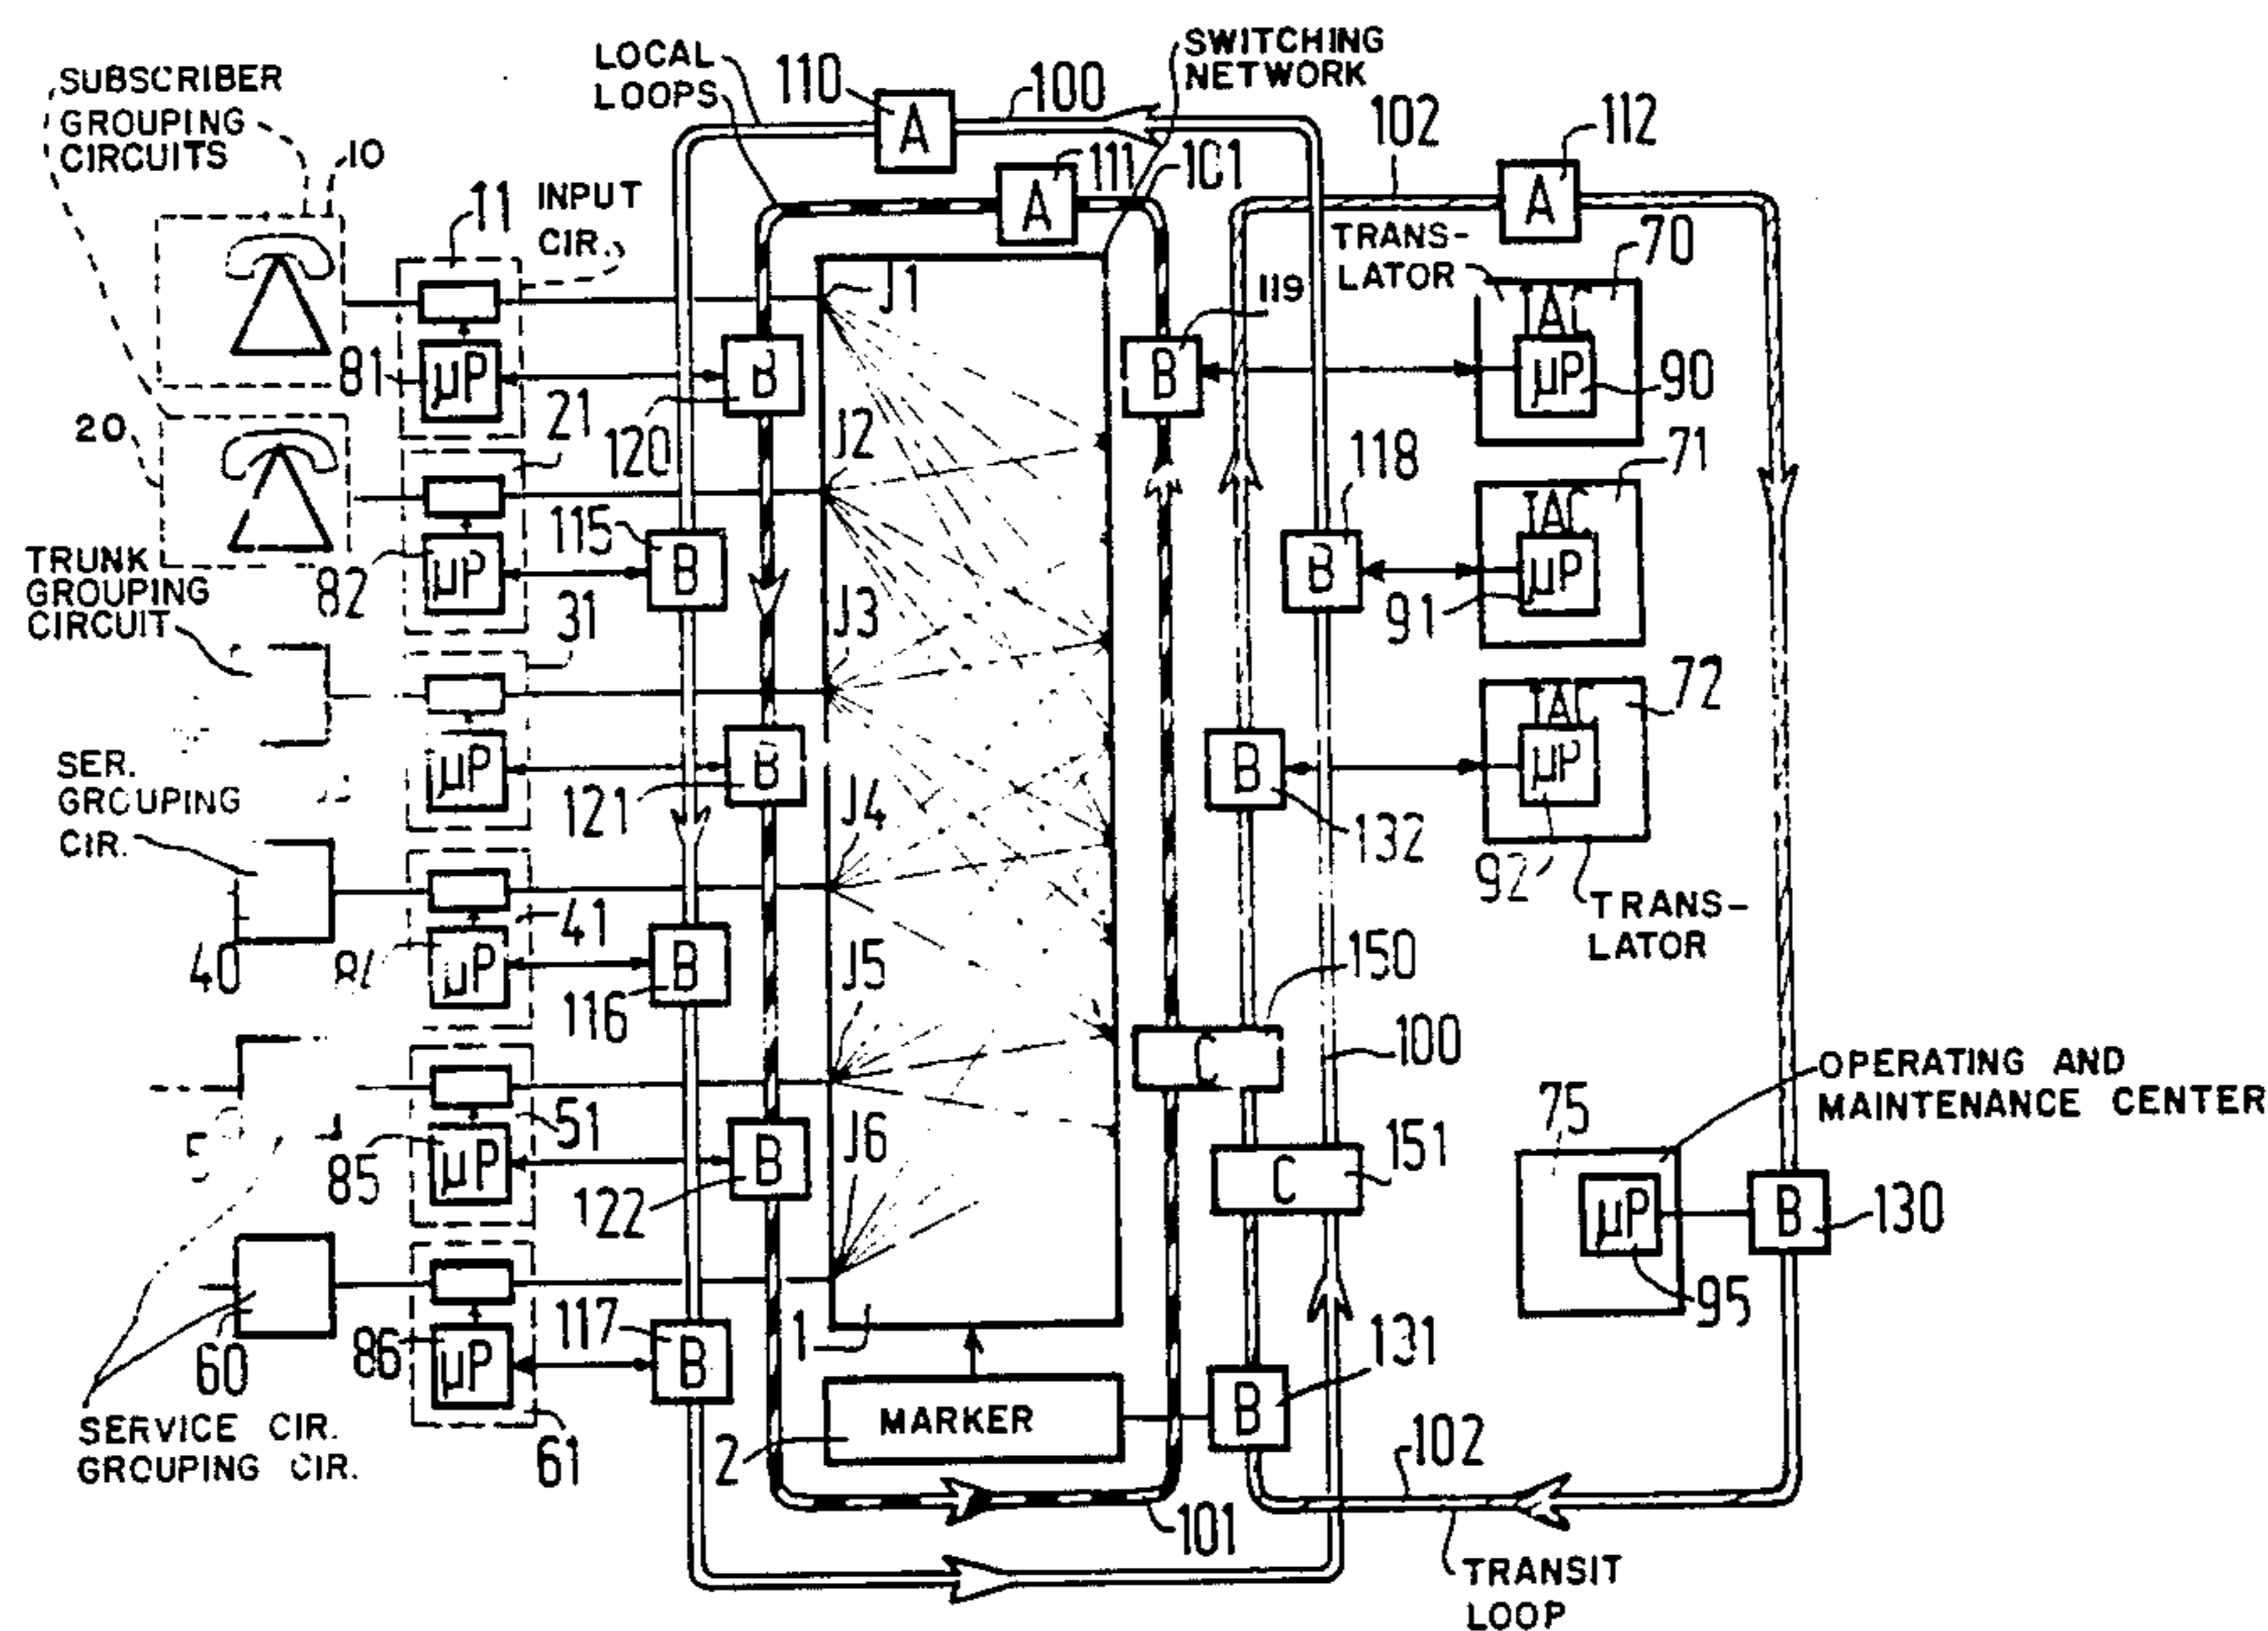 SUBSCRIBER
GROUPING
CIRCUITS
10
LOCAL
LOOPS
110
A
100
SWITCHING
NETWORK
102
112
A
11
INPUT
CIR.
A
111
101
TRANS-
LATOR
70
A
μP
90
81
μP
J1
119
B
B
120
20
21
J2
118
71
A
μP
91
B
115
B
82
μP
TRUNK
GROUPING
CIRCUIT
31
J3
μP
B
121
B
132
72
A
μP
92
TRANS-
LATOR
SER.
GROUPING
CIR.
40
41
μP
B
116
J4
J5
150
C
100
OPERATING AND
MAINTENANCE CENTER
75
μP
95
B
130
51
85
μP
B
122
J6
C
151
60
86
μP
117
B
61
1
MARKER
2
B
131
SERVICE CIR.
GROUPING CIR.
101
102
TRANSIT
LOOP